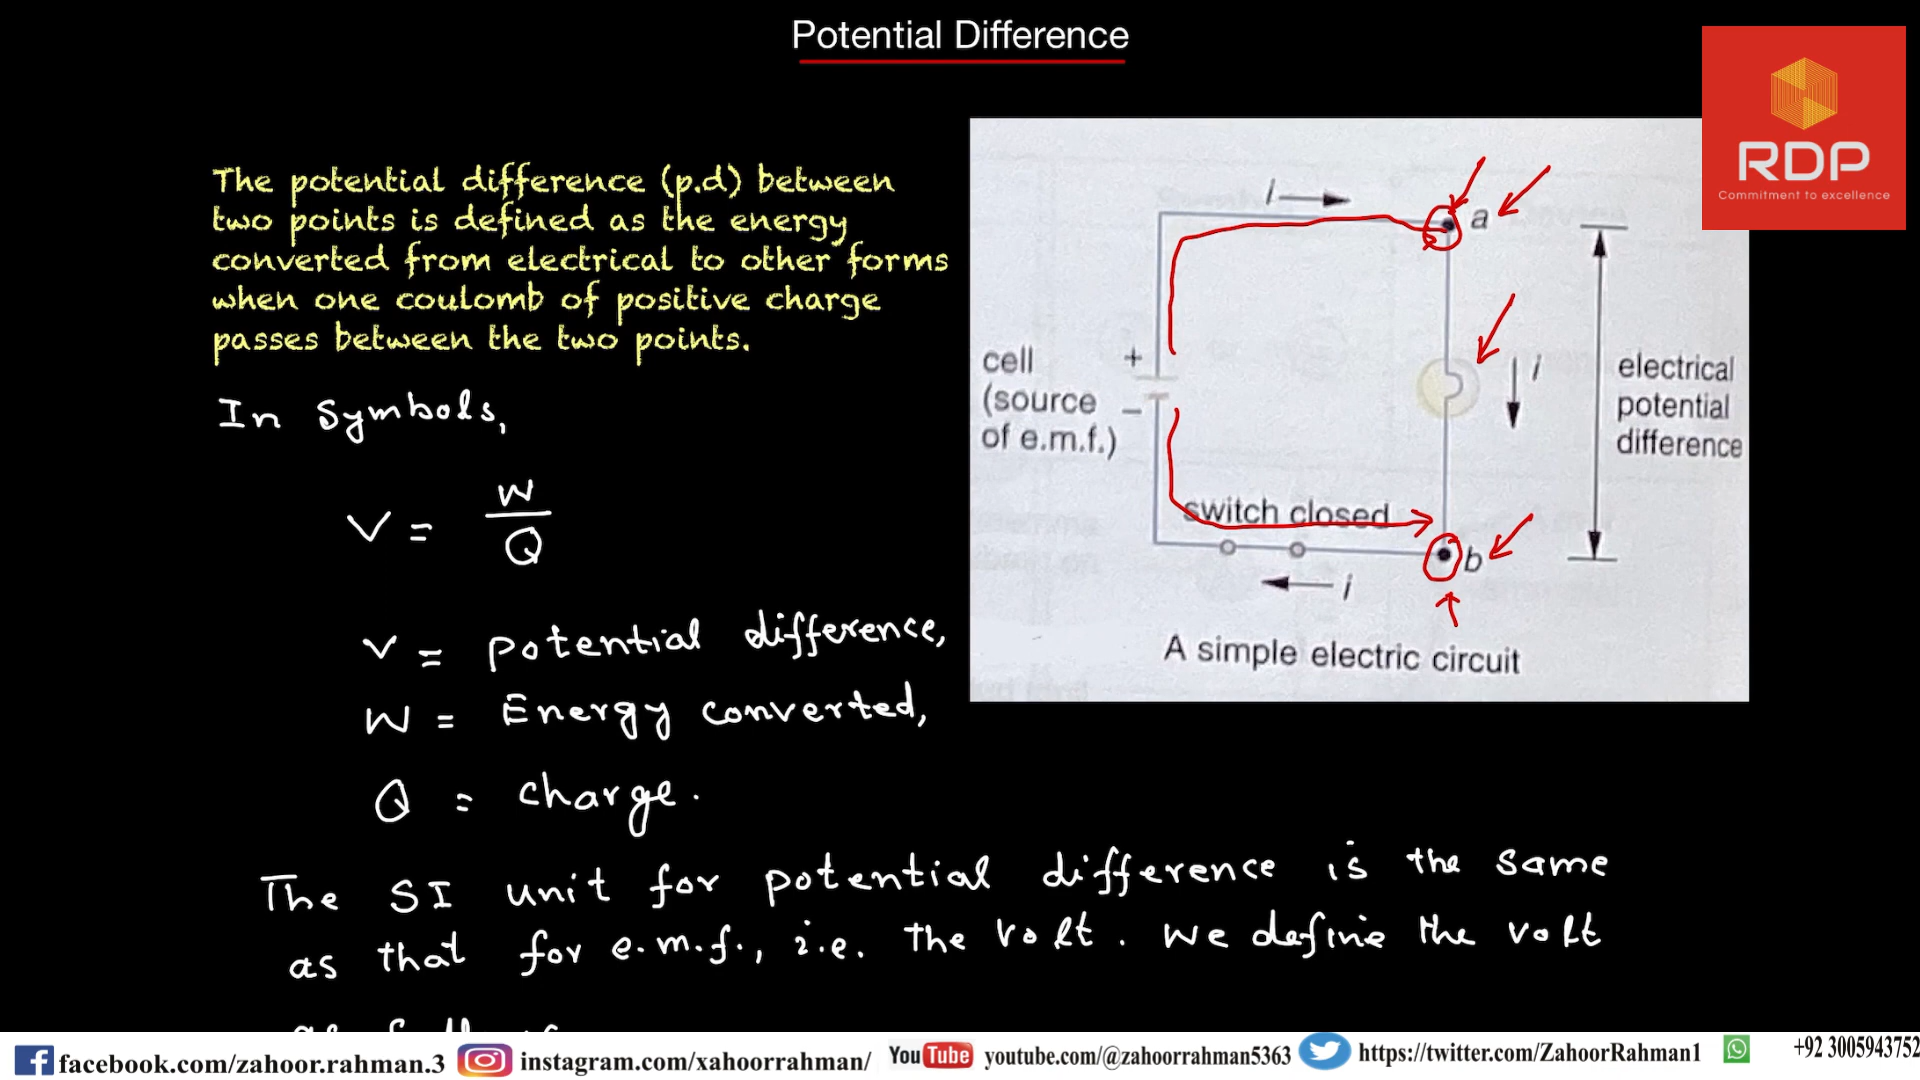 Potential Difference
RDP
Commitment to excellence
The potential difference (p.d) between
two points is defined as the energy
converted from electrical to other forms
when one coulomb of positive charge
passes between the two points.
In Symbols,
V = W
Q
V = potential difference,
W = Energy converted,
Q = charge.
i
a
cell
(source
of e.m.f.)
+
–
i
electrical
potential
difference
switch closed
b
i
A simple electric circuit
The SI unit for potential difference is the same
as that for e.m.f., i.e. the volt. We define the volt
facebook.com/zahoor.rahman.3 instagram.com/xahoorrahman/ YouTube youtube.com/@zahoorrahman5363 https://twitter.com/ZahoorRahman1 +92 3005943752